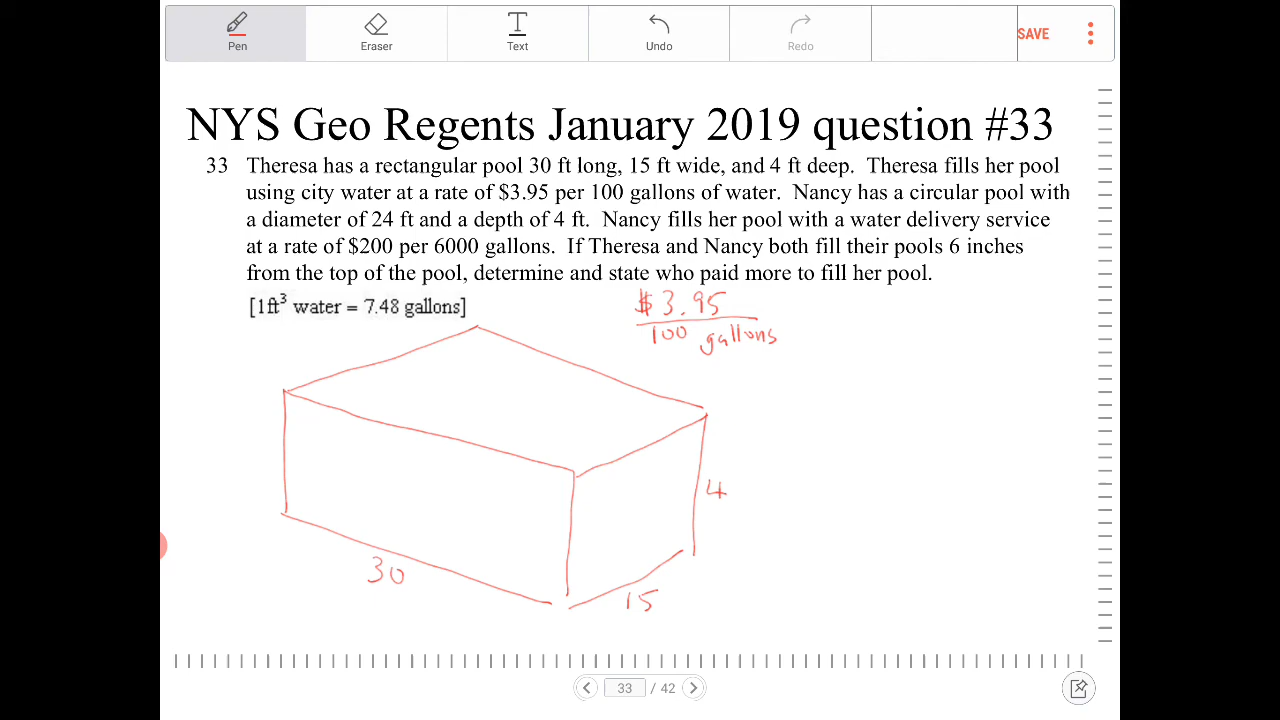 Pen
Eraser
Text
Undo
Redo
SAVE
NYS Geo Regents January 2019 question #33
33 Theresa has a rectangular pool 30 ft long, 15 ft wide, and 4 ft deep. Theresa fills her pool
using city water at a rate of $3.95 per 100 gallons of water. Nancy has a circular pool with
a diameter of 24 ft and a depth of 4 ft. Nancy fills her pool with a water delivery service
at a rate of $200 per 6000 gallons. If Theresa and Nancy both fill their pools 6 inches
from the top of the pool, determine and state who paid more to fill her pool.
[1ft³ water = 7.48 gallons]
$3.95
100 gallons
4
30
15
33 / 42